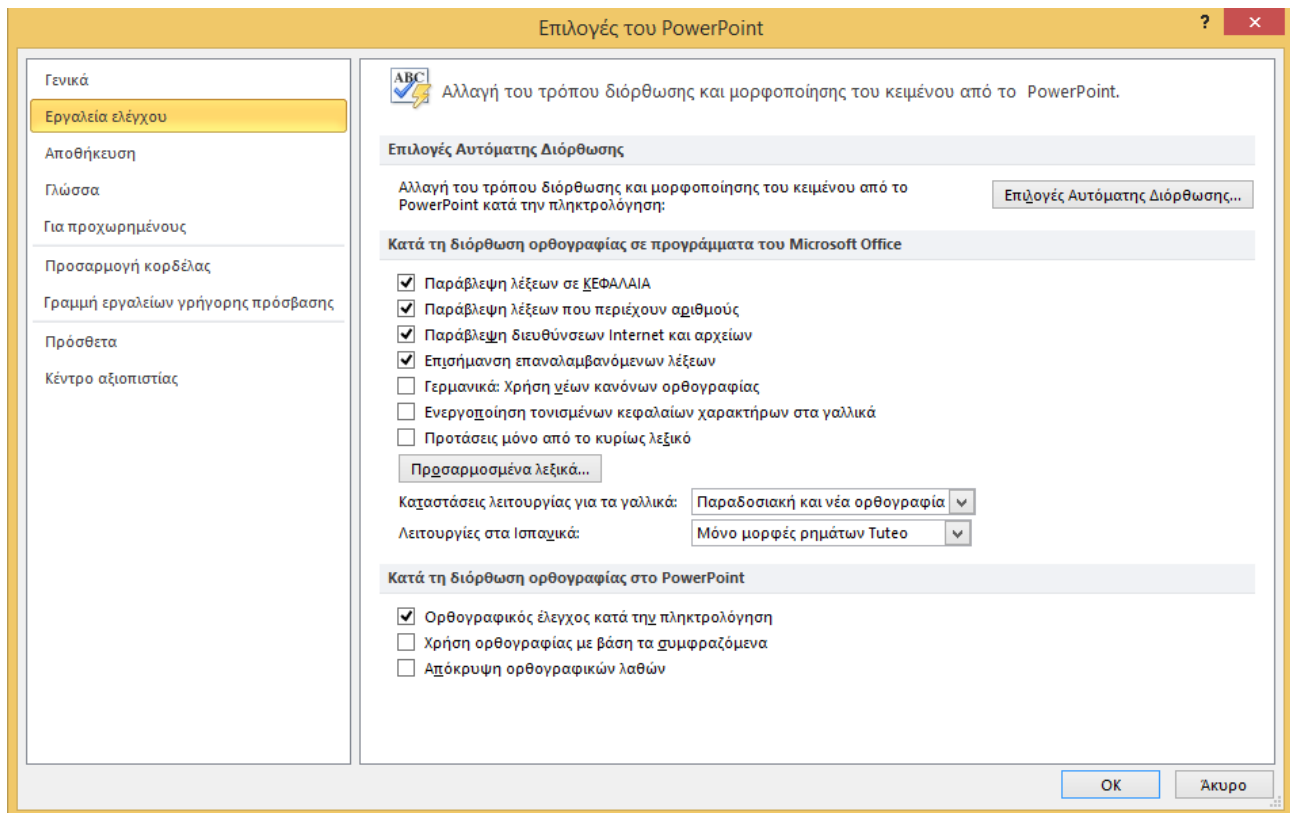 Επιλογές του PowerPoint
?
Γενικά
Εργαλεία ελέγχου
Αποθήκευση
Γλώσσα
Για προχωρημένους
Προσαρμογή κορδέλας
Γραμμή εργαλείων γρήγορης πρόσβασης
Πρόσθετα
Κέντρο αξιοπιστίας
ABC
Αλλαγή του τρόπου διόρθωσης και μορφοποίησης του κειμένου από το PowerPoint.
Επιλογές Αυτόματης Διόρθωσης
Αλλαγή του τρόπου διόρθωσης και μορφοποίησης του κειμένου από το
PowerPoint κατά την πληκτρολόγηση:
Επιλογές Αυτόματης Διόρθωσης...
Κατά τη διόρθωση ορθογραφίας σε προγράμματα του Microsoft Office
Παράβλεψη λέξεων σε ΚΕΦΑΛΑΙΑ
Παράβλεψη λέξεων που περιέχουν αριθμούς
Παράβλεψη διευθύνσεων Internet και αρχείων
Επισήμανση επαναλαμβανόμενων λέξεων
Γερμανικά: Χρήση νέων κανόνων ορθογραφίας
Ενεργοποίηση τονισμένων κεφαλαίων χαρακτήρων στα γαλλικά
Προτάσεις μόνο από το κυρίως λεξικό
Προσαρμοσμένα λεξικά...
Καταστάσεις λειτουργίας για τα γαλλικά: Παραδοσιακή και νέα ορθογραφία
Λειτουργίες στα Ισπανικά: Μόνο μορφές ρημάτων Tuteo
Κατά τη διόρθωση ορθογραφίας στο PowerPoint
Ορθογραφικός έλεγχος κατά την πληκτρολόγηση
Χρήση ορθογραφίας με βάση τα συμφραζόμενα
Απόκρυψη ορθογραφικών λαθών
OK
Άκυρο